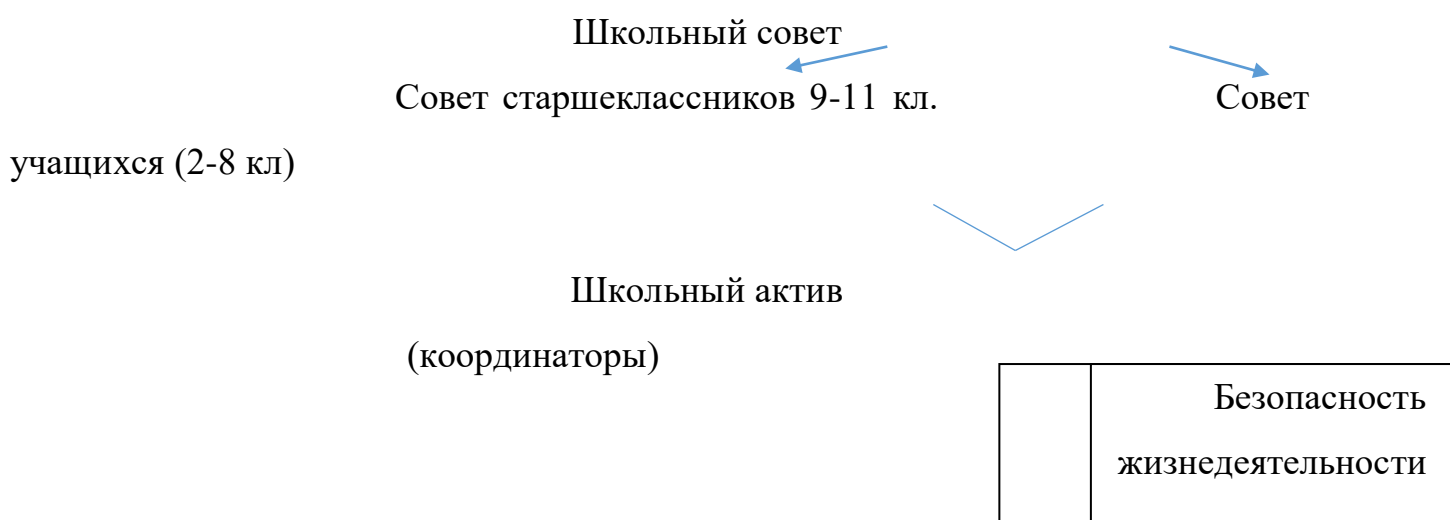 Школьный совет
Совет старшеклассников 9-11 кл. Совет
учащихся (2-8 кл)
Школьный актив
(координаторы)
Безопасность
жизнедеятельности